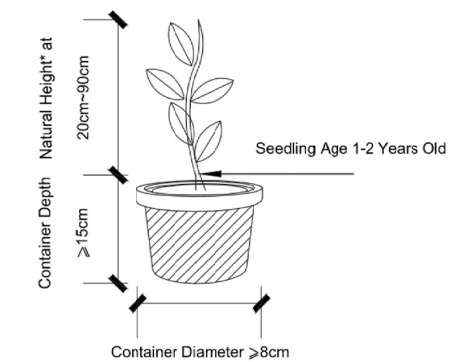 Natural Height* at
20cm~90cm
Seedling Age 1-2 Years Old
Container Depth
⩾15cm
Container Diameter ⩾8cm